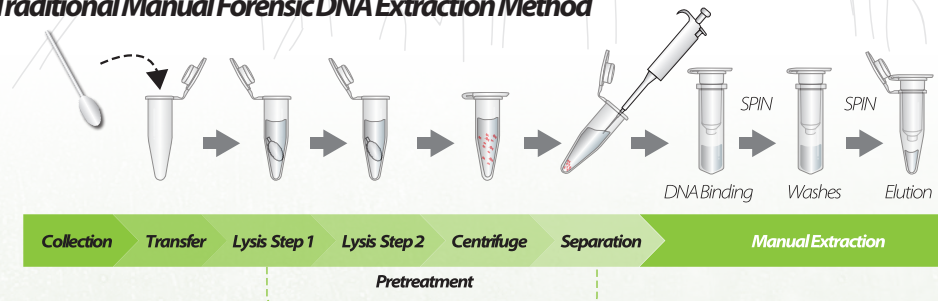 Traditional Manual Forensic DNA Extraction Method
SPIN
SPIN
DNA Binding
Washes
Elution
Collection
Transfer
Lysis Step 1
Lysis Step 2
Centrifuge
Separation
Manual Extraction
Pretreatment